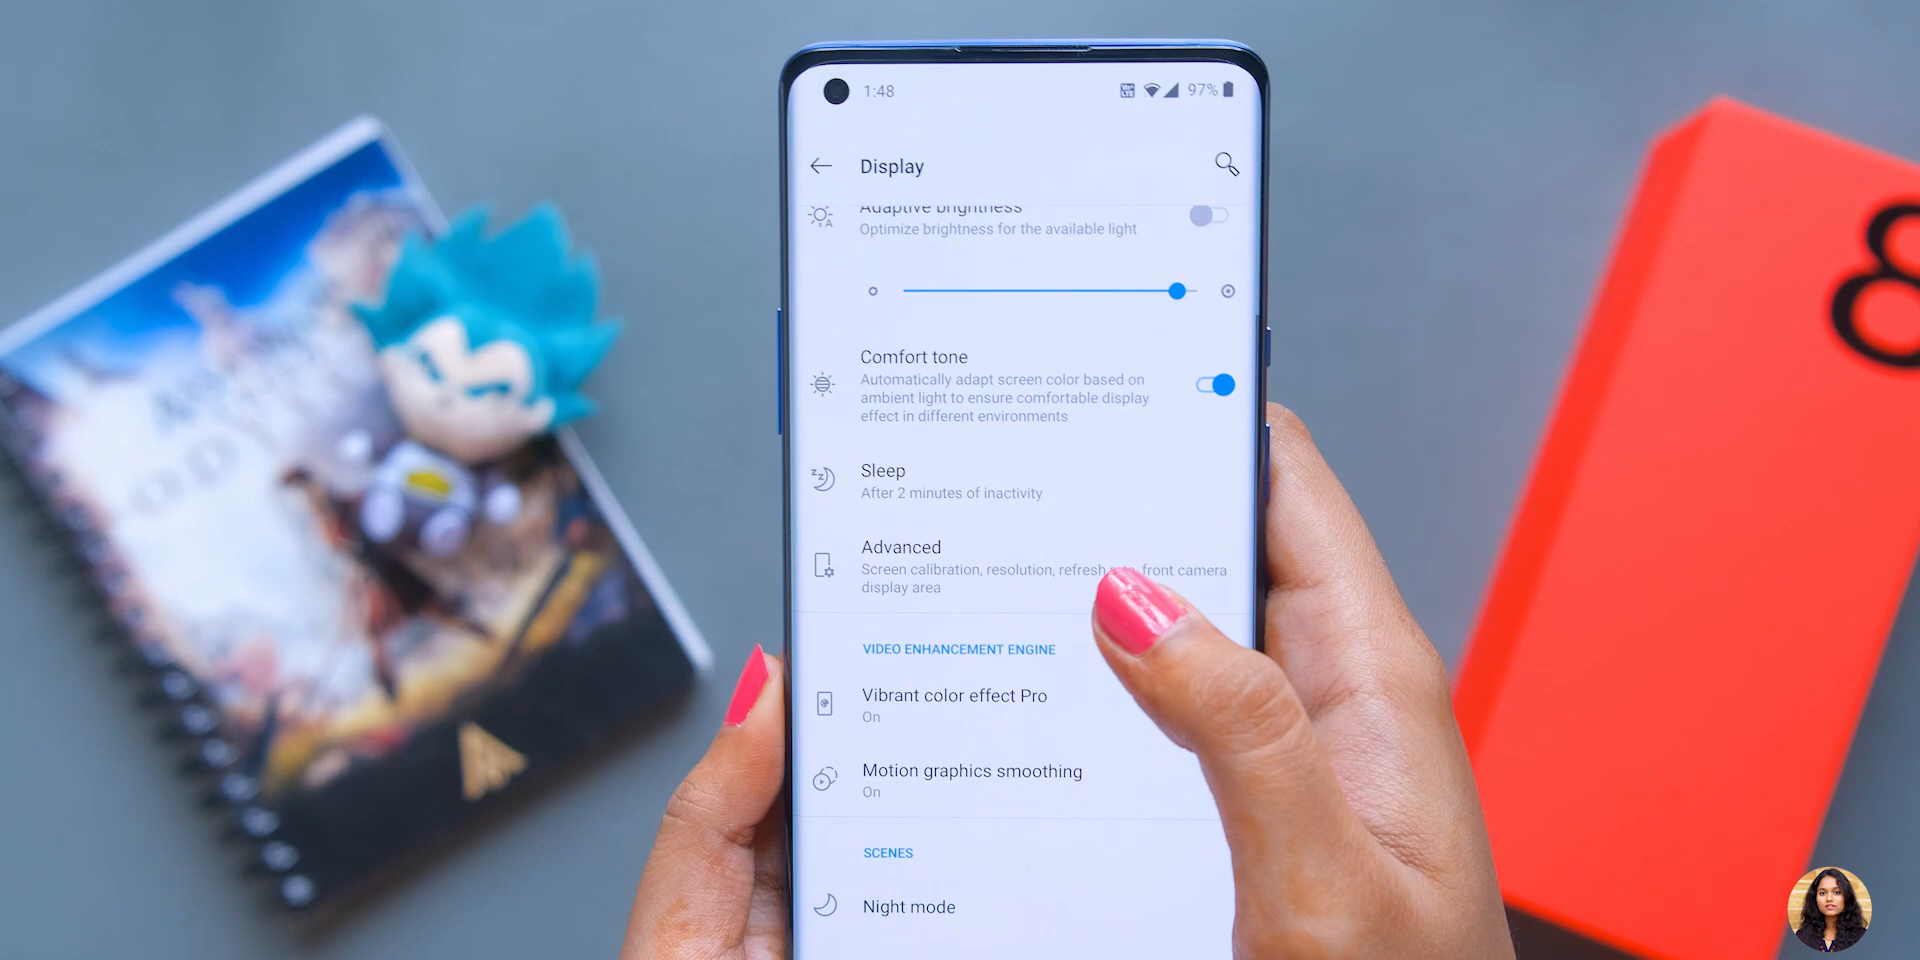 1:48
97%
Display
Adaptive brightness
Optimize brightness for the available light
Comfort tone
Automatically adapt screen color based on
ambient light to ensure comfortable display
effect in different environments
Sleep
After 2 minutes of inactivity
Advanced
Screen calibration, resolution, refresh front camera
display area
VIDEO ENHANCEMENT ENGINE
Vibrant color effect Pro
On
Motion graphics smoothing
On
SCENES
Night mode
8